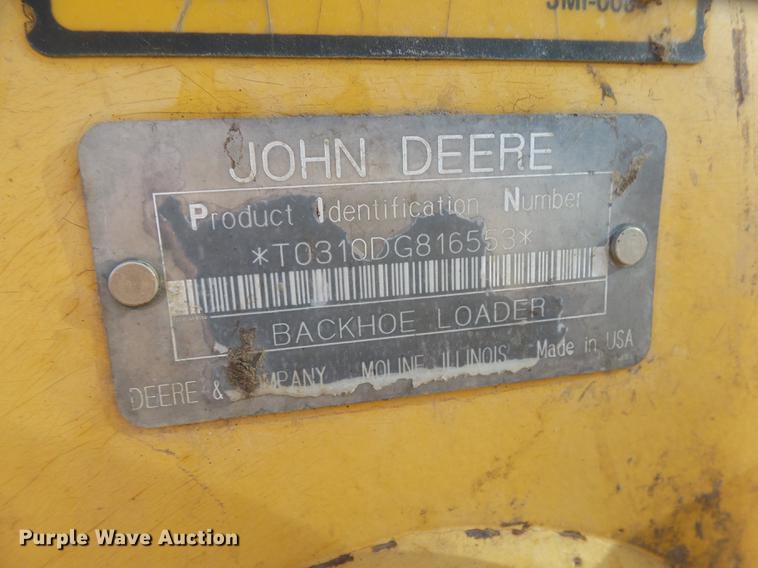 JOHN DEERE
Product Identification Number
*T0310DG816553*
BACKHOE LOADER
DEERE & COMPANY MOLINE ILLINOIS Made in USA
Purple Wave Auction